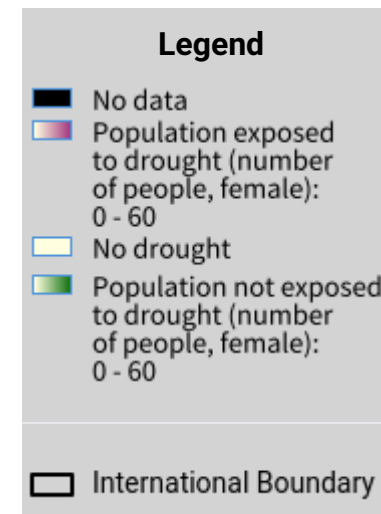 Legend
No data
Population exposed
to drought (number
of people, female):
0 - 60
No drought
Population not exposed
to drought (number
of people, female):
0 - 60
International Boundary